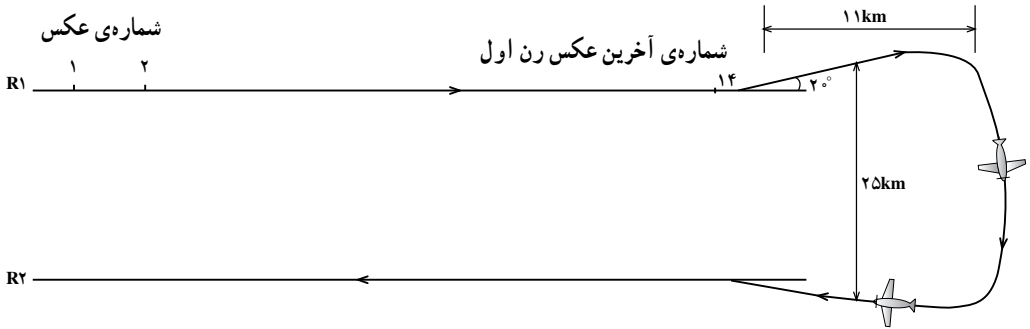 ۱۱km
شماره‌ی عکس
شماره‌ی آخرین عکس رن اول
R۱
۱
۲
۱۴
۲۰°
۲۵km
R۲